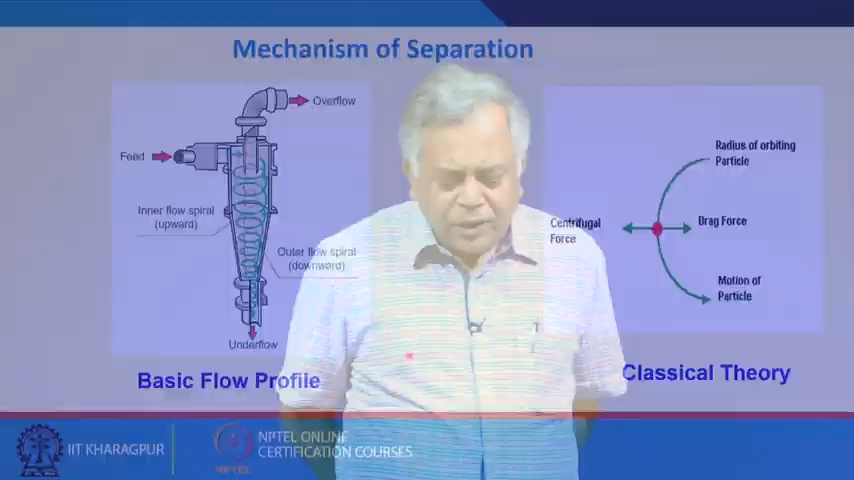 Mechanism of Separation
Overflow
Feed
Inner flow spiral
(upward)
Outer flow spiral
(downward)
Underflow
Basic Flow Profile
Radius of orbiting
Particle
Centrifugal
Force
Drag Force
Motion of
Particle
Classical Theory
IIT KHARAGPUR
NPTEL
NPTEL ONLINE
CERTIFICATION COURSES